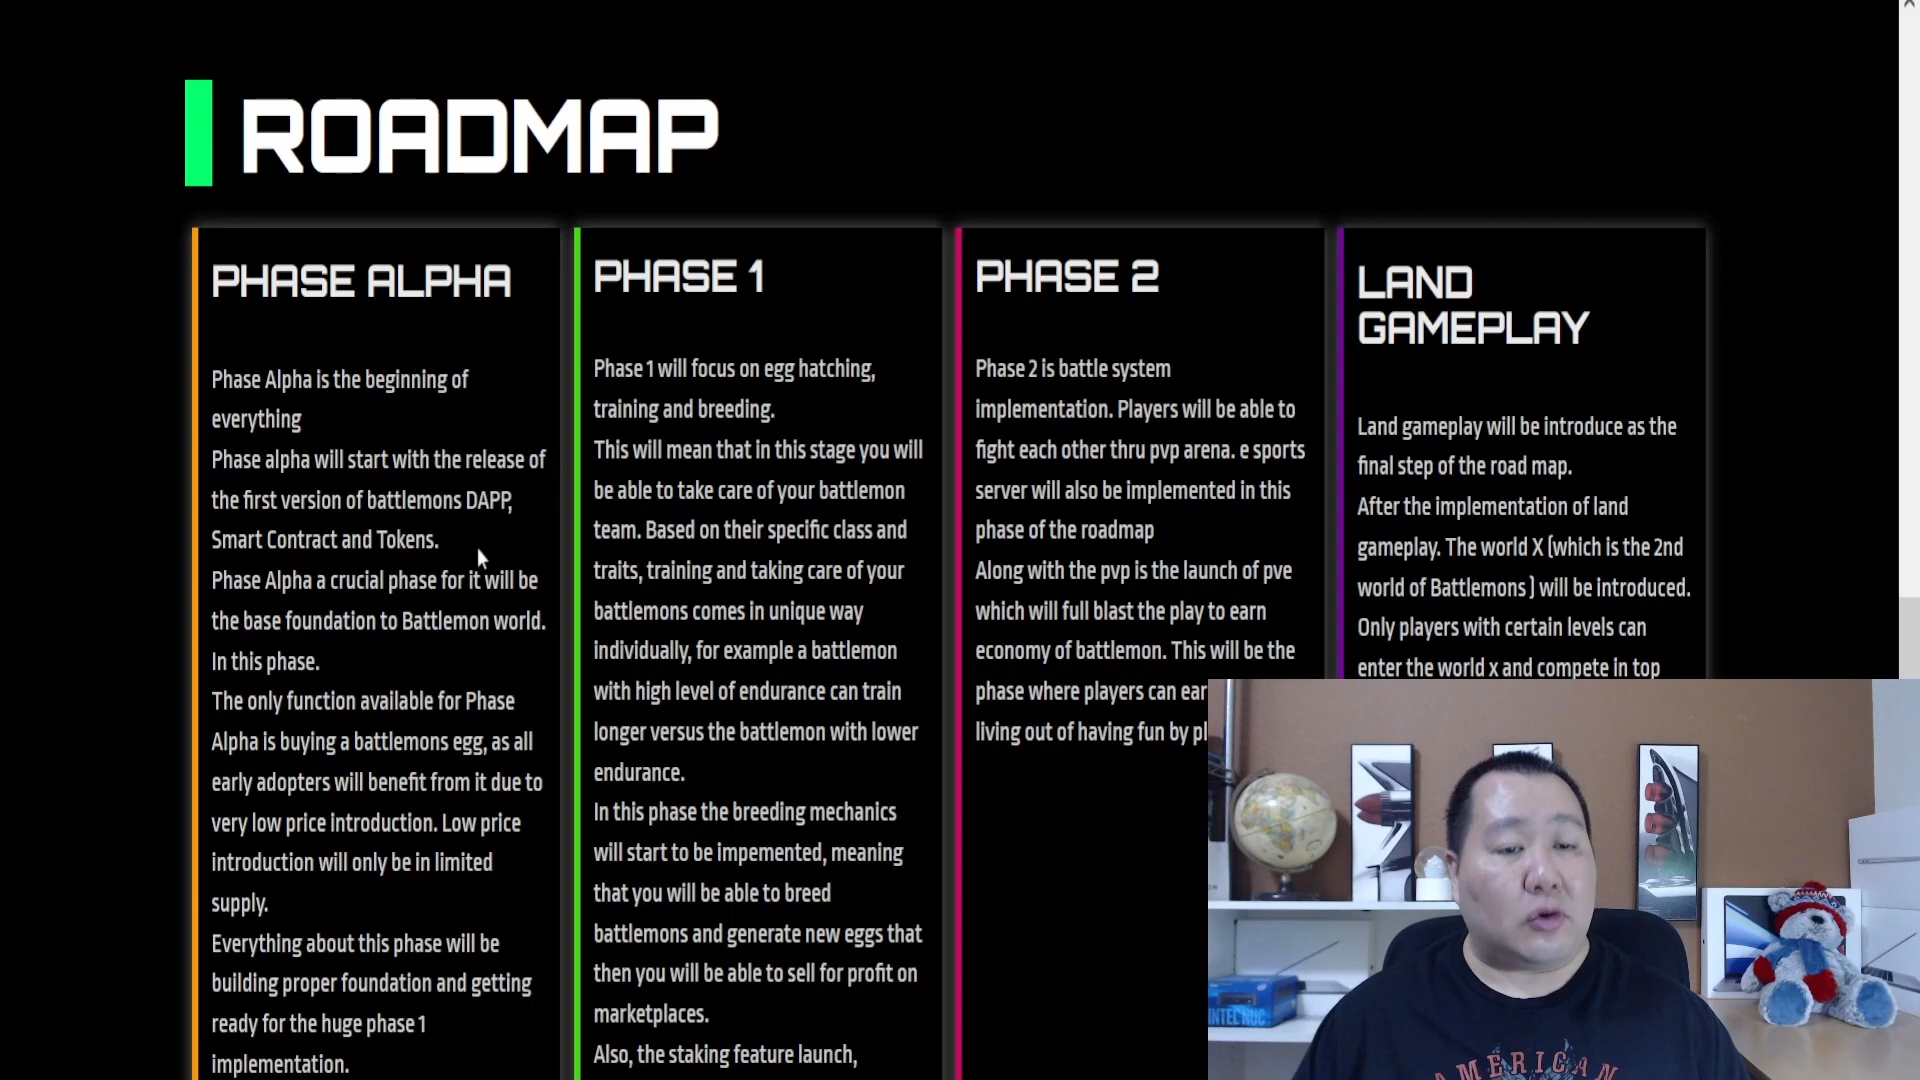 ROADMAP
PHASE ALPHA
Phase Alpha is the beginning of
everything
Phase alpha will start with the release of
the first version of battlemons DAPP,
Smart Contract and Tokens.
Phase Alpha a crucial phase for it will be
the base foundation to Battlemon world.
In this phase.
The only function available for Phase
Alpha is buying a battlemons egg, as all
early adopters will benefit from it due to
very low price introduction. Low price
introduction will only be in limited
supply.
Everything about this phase will be
building proper foundation and getting
ready for the huge phase 1
implementation.
PHASE 1
Phase 1 will focus on egg hatching,
training and breeding.
This will mean that in this stage you will
be able to take care of your battlemon
team. Based on their specific class and
traits, training and taking care of your
battlemons comes in unique way
individually, for example a battlemon
with high level of endurance can train
longer versus the battlemon with lower
endurance.
In this phase the breeding mechanics
will start to be impemented, meaning
that you will be able to breed
battlemons and generate new eggs that
then you will be able to sell for profit on
marketplaces.
Also, the staking feature launch,
PHASE 2
Phase 2 is battle system
implementation. Players will be able to
fight each other thru pvp arena. e sports
server will also be implemented in this
phase of the roadmap
Along with the pvp is the launch of pve
which will full blast the play to earn
economy of battlemon. This will be the
phase where players can ear
living out of having fun by pl
LAND
GAMEPLAY
Land gameplay will be introduce as the
final step of the road map.
After the implementation of land
gameplay. The world X (which is the 2nd
world of Battlemons ) will be introduced.
Only players with certain levels can
enter the world x and compete in top
INTEL NUC
AMERICAN